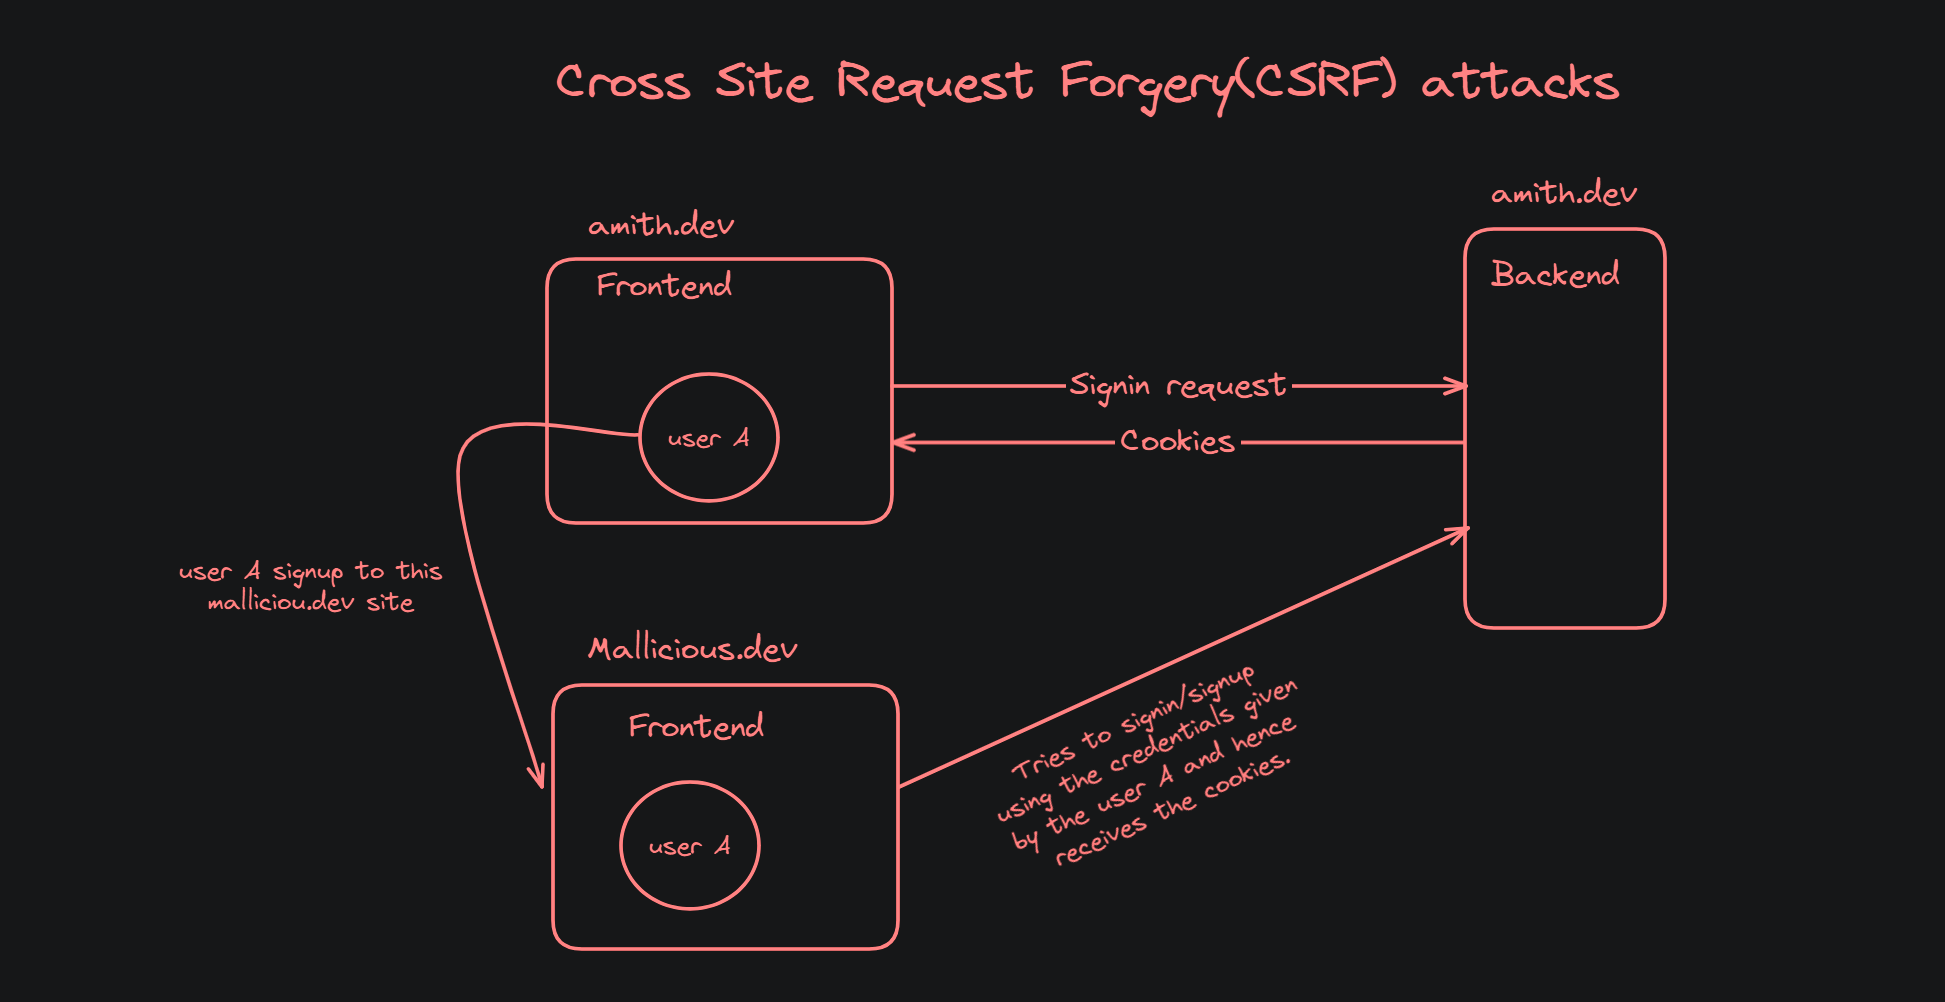 Cross Site Request Forgery(CSRF) attacks
amith.dev
Frontend
user A
amith.dev
Backend
Signin request
Cookies
user A signup to this
malliciou.dev site
Mallicious.dev
Frontend
user A
Tries to signin/signup
using the credentials given
by the user A and hence
receives the cookies.